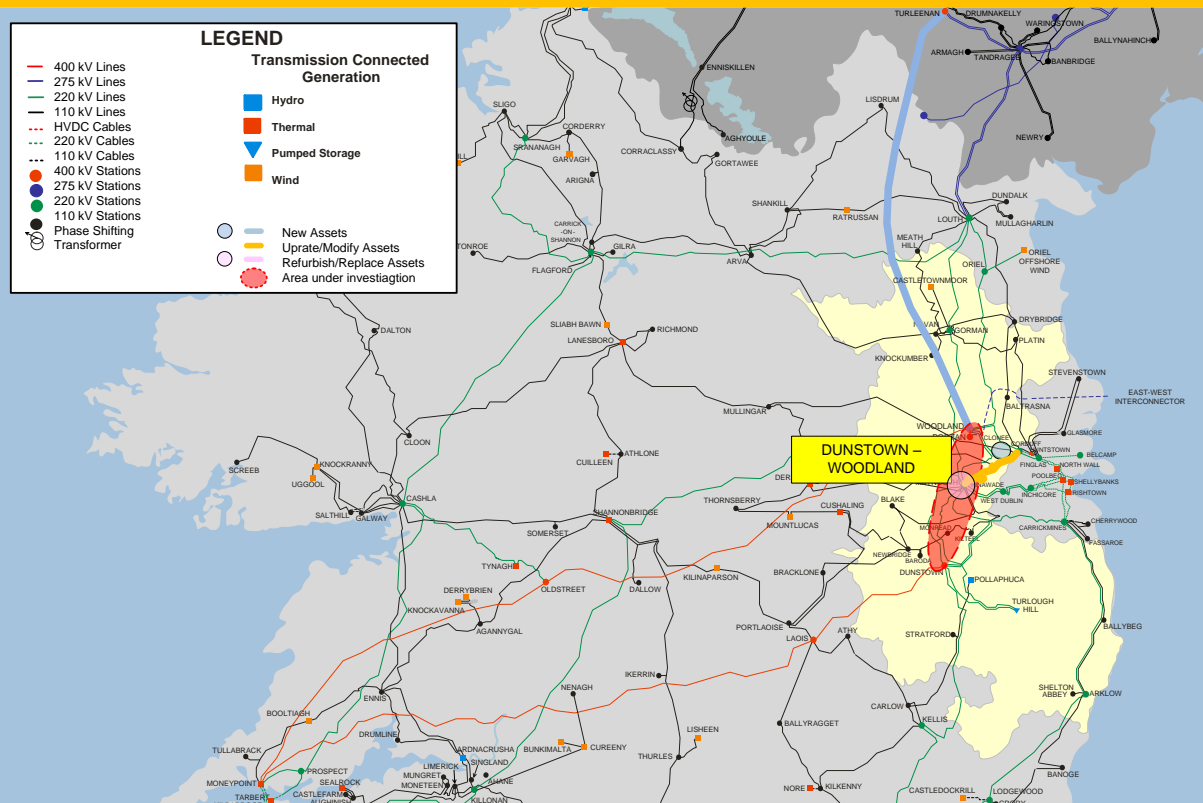 LEGEND
400 kV Lines
275 kV Lines
220 kV Lines
110 kV Lines
HVDC Cables
220 kV Cables
110 kV Cables
400 kV Stations
275 kV Stations
220 kV Stations
110 kV Stations
Phase Shifting
Transformer
Transmission Connected
Generation
Hydro
Thermal
Pumped Storage
Wind
New Assets
Uprate/Modify Assets
Refurbish/Replace Assets
Area under investiagtion
TURLEENAN
DRUMNAKELLY
WARINGSTOWN
BALLYNAHINCH
ARMAGH
TANDRAGEE
BANBRIDGE
ENNISKILLEN
LISDRUM
NEWRY
AGHYOULE
SLIGO
CORDERRY
SRANANAGH
GARVAGH
CORRACLASSY
GORTAWEE
ARIGNA
SHANKILL
RATRUSSAN
DUNDALK
LOUTH
MULLAGHARLIN
CARRICK
-ON-
SHANNON
GILRA
FLAGFORD
ARVA
MEATH
HILL
ORIEL
ORIEL
OFFSHORE
WIND
CASTLETOWNMOOR
DALTON
SLIABH BAWN
RICHMOND
LANESBORO
GORMAN
DRYBRIDGE
PLATIN
KNOCKUMBER
STEVENSTOWN
EAST-WEST
INTERCONNECTOR
MULLINGAR
BALTRASNA
WOODLAND
GLASMORE
CLOON
DUNSTOWN –
WOODLAND
SCREEB
KNOCKRANNY
UGGOOL
ATHLONE
CUILLEEN
BELCAMP
FINGLAS
NORTH WALL
POOLBEG
SHELLYBANKS
IRISHTOWN
INCHICORE
WEST DUBLIN
CASHLA
SALTHILL
GALWAY
SHANNONBRIDGE
SOMERSET
THORNSBERRY
MOUNTLUCAS
CUSHALING
BLAKE
MONREAD
KILTEEL
CARRICKMINES
CHERRYWOOD
FASSAROE
NEWBRIDGE
BARODA
DUNSTOWN
TYNAGH
OLDSTREET
DALLOW
KILINAPARSON
BRACKLONE
POLLAPHUCA
TURLOUGH
HILL
DERRYBRIEN
KNOCKAVANNA
AGANNYGAL
PORTLAOISE
LAOIS
ATHY
STRATFORD
BALLYBEG
IKERRIN
NENAGH
ENNIS
SHELTON
ABBEY
ARKLOW
CARLOW
KELLIS
BOOLTIAGH
DRUMLINE
BALLYRAGGET
LISHEEN
TULLABRACK
ARDNACRUSHA
BUNKIMALTA
CUREENY
THURLES
MONEYPOINT
PROSPECT
LIMERICK
SINGLAND
MUNGRET
MONETEEN
AHANE
SEALROCK
CASTLEFARM
KILLONAN
NORE
KILKENNY
BANOGE
CASTLEDOCKRILL
LODGEWOOD